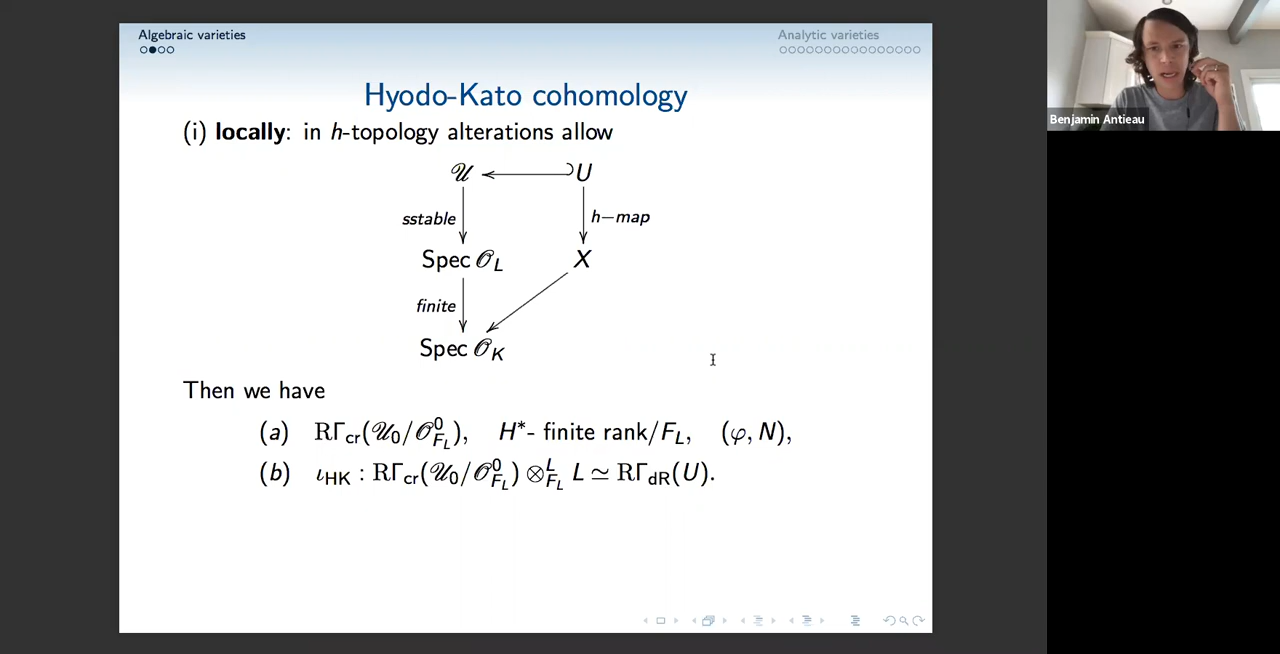 Algebraic varieties
Analytic varieties
Hyodo-Kato cohomology
(i) locally: in h-topology alterations allow
𝒰 U
sstable h−map
Spec 𝒪_L X
finite
Spec 𝒪_K
Then we have
(a) RΓ_cr(𝒰_0/𝒪^0_{F_L}), H*- finite rank/F_L, (φ, N),
(b) ι_HK : RΓ_cr(𝒰_0/𝒪^0_{F_L}) ⊗^L_{F_L} L ≃ RΓ_dR(U).
Benjamin Antieau